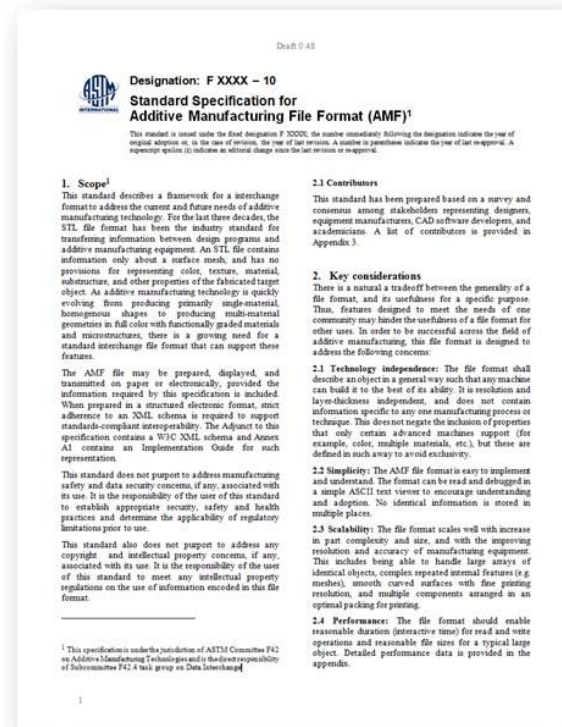 Draft 0.48
ASTM
INTERNATIONAL
Designation: F XXXX – 10
Standard Specification for
Additive Manufacturing File Format (AMF)1
This standard is issued under the fixed designation F XXXX; the number immediately following the designation indicates the year of
original adoption or, in the case of revision, the year of last revision. A number in parentheses indicates the year of last re-approval. A
superscript epsilon (ε) indicates an editorial change since the last revision or re-approval.
1. Scope1
This standard describes a framework for a interchange
format to address the current and future needs of additive
manufacturing technology. For the last three decades, the
STL file format has been the industry standard for
transferring information between design programs and
additive manufacturing equipment. An STL file contains
information only about a surface mesh, and has no
provisions for representing color, texture, material,
substructure, and other properties of the fabricated target
object. As additive manufacturing technology is quickly
evolving from producing primarily single-material,
homogenous shapes to producing multi-material
geometries in full color with functionally graded materials
and microstructures, there is a growing need for a
standard interchange file format that can support these
features.
The AMF file may be prepared, displayed, and
transmitted on paper or electronically, provided the
information required by this specification is included.
When prepared in a structured electronic format, strict
adherence to an XML schema is required to support
standards-compliant interoperability. The Adjunct to this
specification contains a W3C XML schema and Annex
A1 contains an Implementation Guide for such
representation.
This standard does not purport to address manufacturing
safety and data security concerns, if any, associated with
its use. It is the responsibility of the user of this standard
to establish appropriate security, safety and health
practices and determine the applicability of regulatory
limitations prior to use.
This standard also does not purport to address any
copyright and intellectual property concerns, if any,
associated with its use. It is the responsibility of the user
of this standard to meet any intellectual property
regulations on the use of information encoded in this file
format.
1 This specification is under the jurisdiction of ASTM Committee F42
on Additive Manufacturing Technologies and is the direct responsibility
of Subcommittee F42.4 task group on Data Interchange
2.1 Contributors
This standard has been prepared based on a survey and
consensus among stakeholders representing designers,
equipment manufacturers, CAD software developers, and
academicians. A list of contributors is provided in
Appendix 3.
2. Key considerations
There is a natural a tradeoff between the generality of a
file format, and its usefulness for a specific purpose.
Thus, features designed to meet the needs of one
community may hinder the usefulness of a file format for
other uses. In order to be successful across the field of
additive manufacturing, this file format is designed to
address the following concerns:
2.1 Technology independence: The file format shall
describe an object in a general way such that any machine
can build it to the best of its ability. It is resolution and
layer-thickness independent, and does not contain
information specific to any one manufacturing process or
technique. This does not negate the inclusion of properties
that only certain advanced machines support (for
example, color, multiple materials, etc.), but these are
defined in such away to avoid exclusivity.
2.2 Simplicity: The AMF file format is easy to implement
and understand. The format can be read and debugged in
a simple ASCII text viewer to encourage understanding
and adoption. No identical information is stored in
multiple places.
2.3 Scalability: The file format scales well with increase
in part complexity and size, and with the improving
resolution and accuracy of manufacturing equipment.
This includes being able to handle large arrays of
identical objects, complex repeated internal features (e.g.
meshes), smooth curved surfaces with fine printing
resolution, and multiple components arranged in an
optimal packing for printing.
2.4 Performance: The file format should enable
reasonable duration (interactive time) for read and write
operations and reasonable file sizes for a typical large
object. Detailed performance data is provided in the
appendix.
1